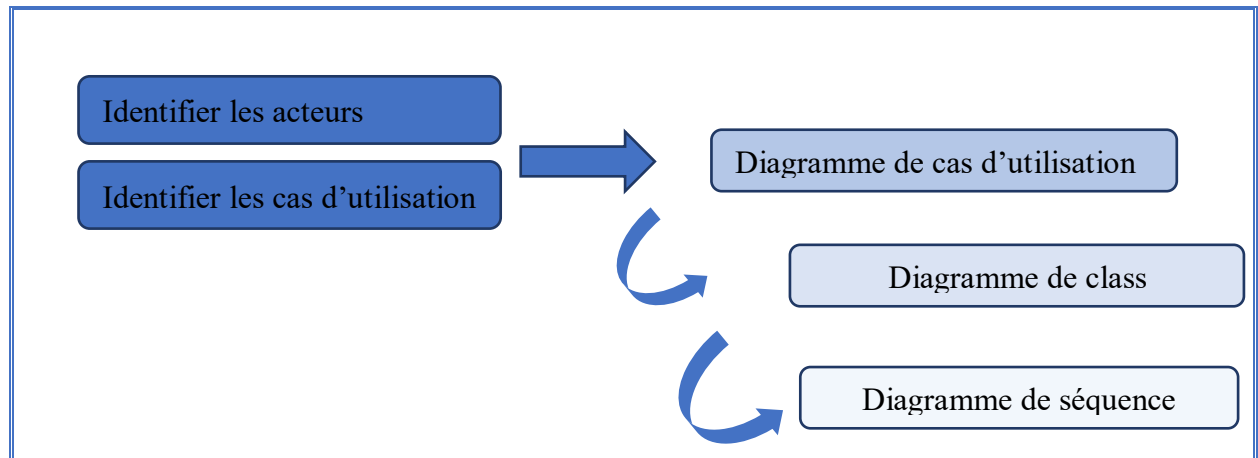 Identifier les acteurs
Identifier les cas d’utilisation
Diagramme de cas d’utilisation
Diagramme de class
Diagramme de séquence